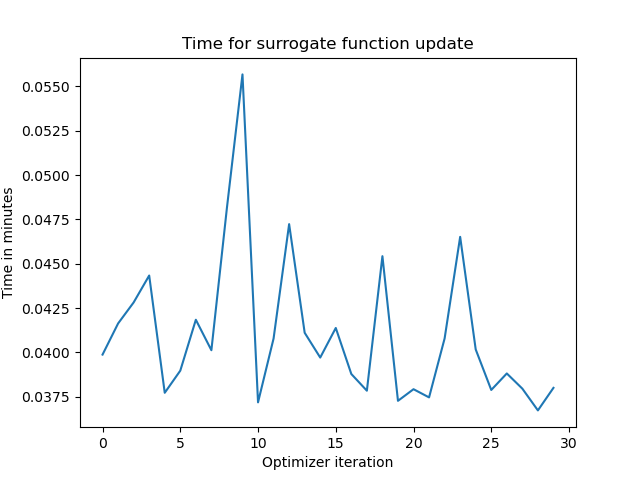 Time for surrogate function update
Time in minutes
0.0550
0.0525
0.0500
0.0475
0.0450
0.0425
0.0400
0.0375
0 5 10 15 20 25 30
Optimizer iteration